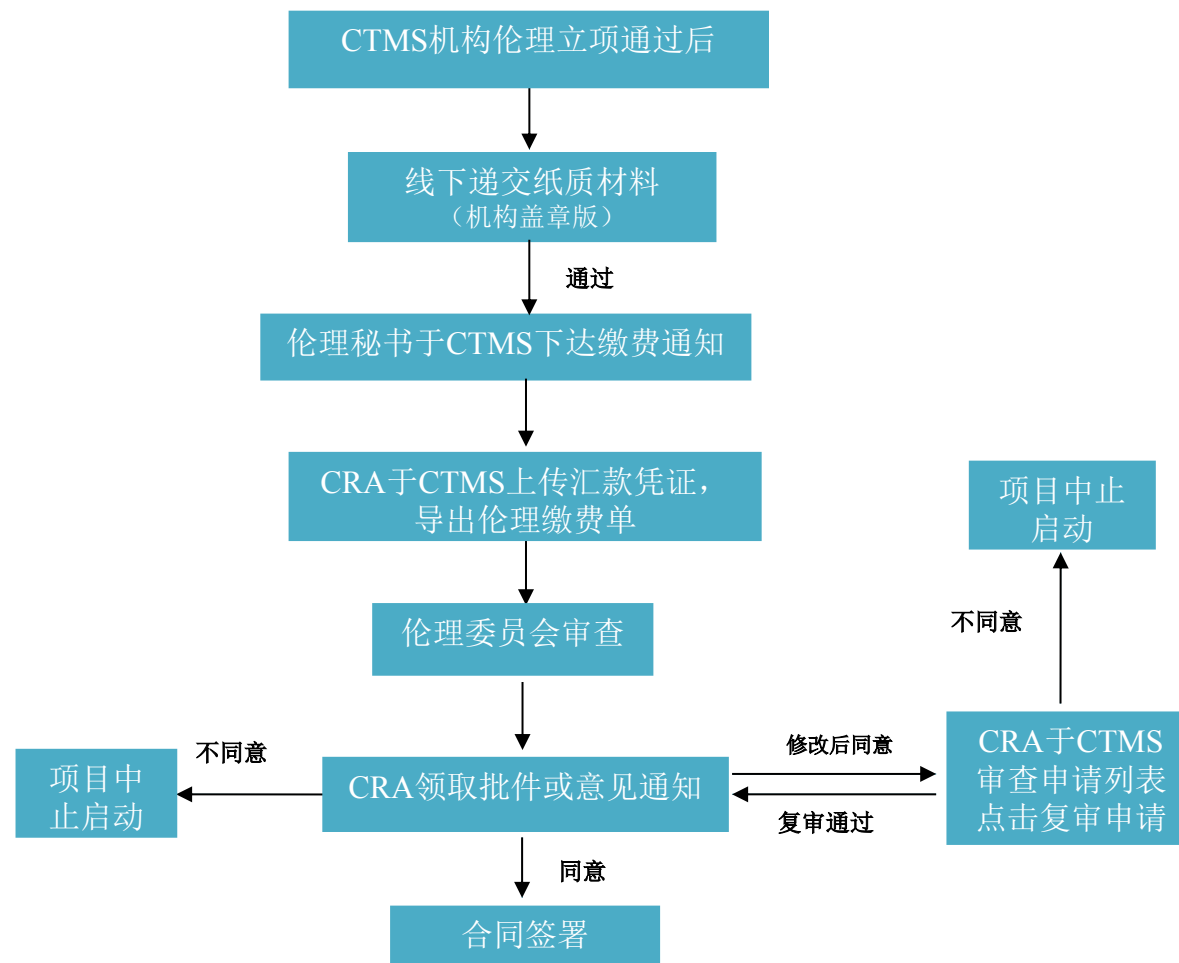 CTMS机构伦理立项通过后
线下递交纸质材料
（机构盖章版）
通过
伦理秘书于CTMS下达缴费通知
CRA于CTMS上传汇款凭证，
导出伦理缴费单
项目中止
启动
伦理委员会审查
不同意
不同意
项目中
止启动
CRA领取批件或意见通知
修改后同意
复审通过
CRA于CTMS
审查申请列表
点击复审申请
同意
合同签署